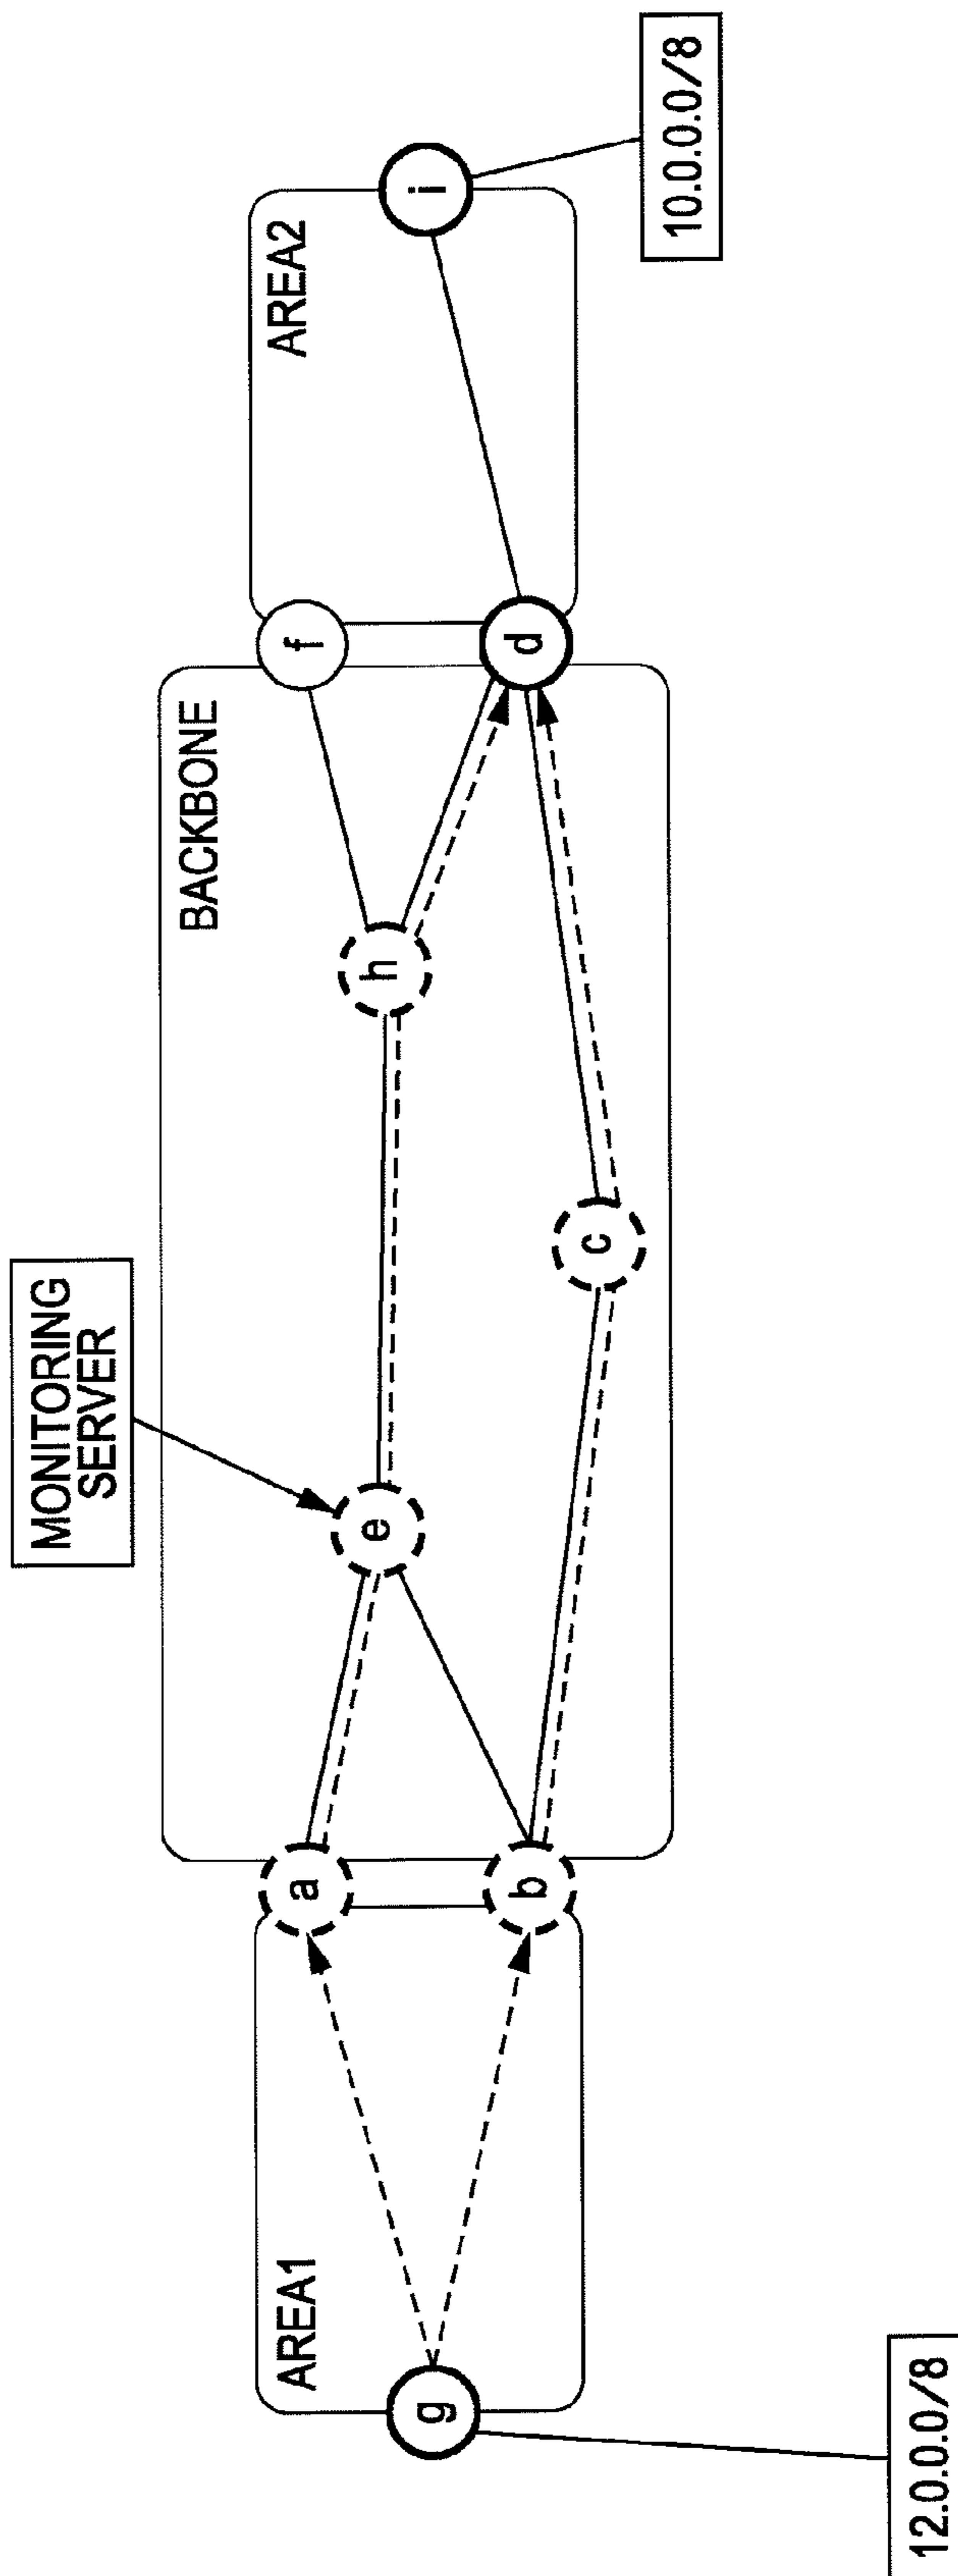 MONITORING
SERVER
AREA1
BACKBONE
AREA2
g
a
b
e
c
h
f
d
i
12.0.0.0/8
10.0.0.0/8